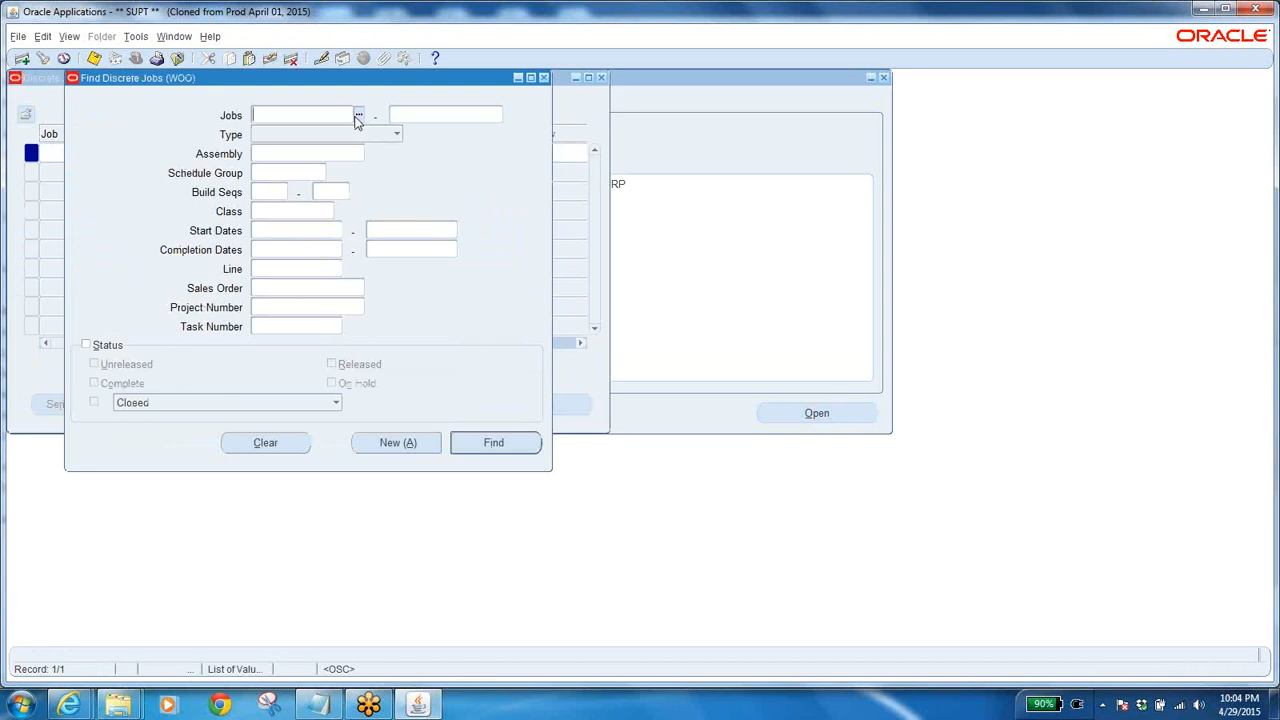 Oracle Applications - ** SUPT ** (Cloned from Prod April 01, 2015)
File Edit View Folder Tools Window Help
ORACLE
Discrete
Find Discrete Jobs (WOO)
Jobs -
Job
Type
Assembly
Schedule Group
RP
Build Seqs -
Class
Start Dates -
Completion Dates -
Line
Sales Order
Project Number
Task Number
Status
Unreleased Released
Complete On Hold
Closed
Open
Clear New (A) Find
Record: 1/1 ... List of Valu... <OSC>
90% 10:04 PM
4/29/2015